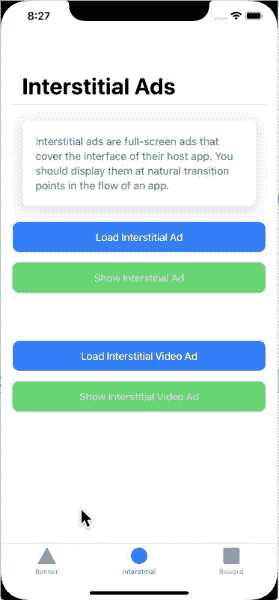 8:27
Interstitial Ads
Interstitial ads are full-screen ads that
cover the interface of their host app. You
should display them at natural transition
points in the flow of an app.
Load Interstitial Ad
Show Interstitial Ad
Load Interstitial Video Ad
Show Interstitial Video Ad
Banner
Interstitial
Reward